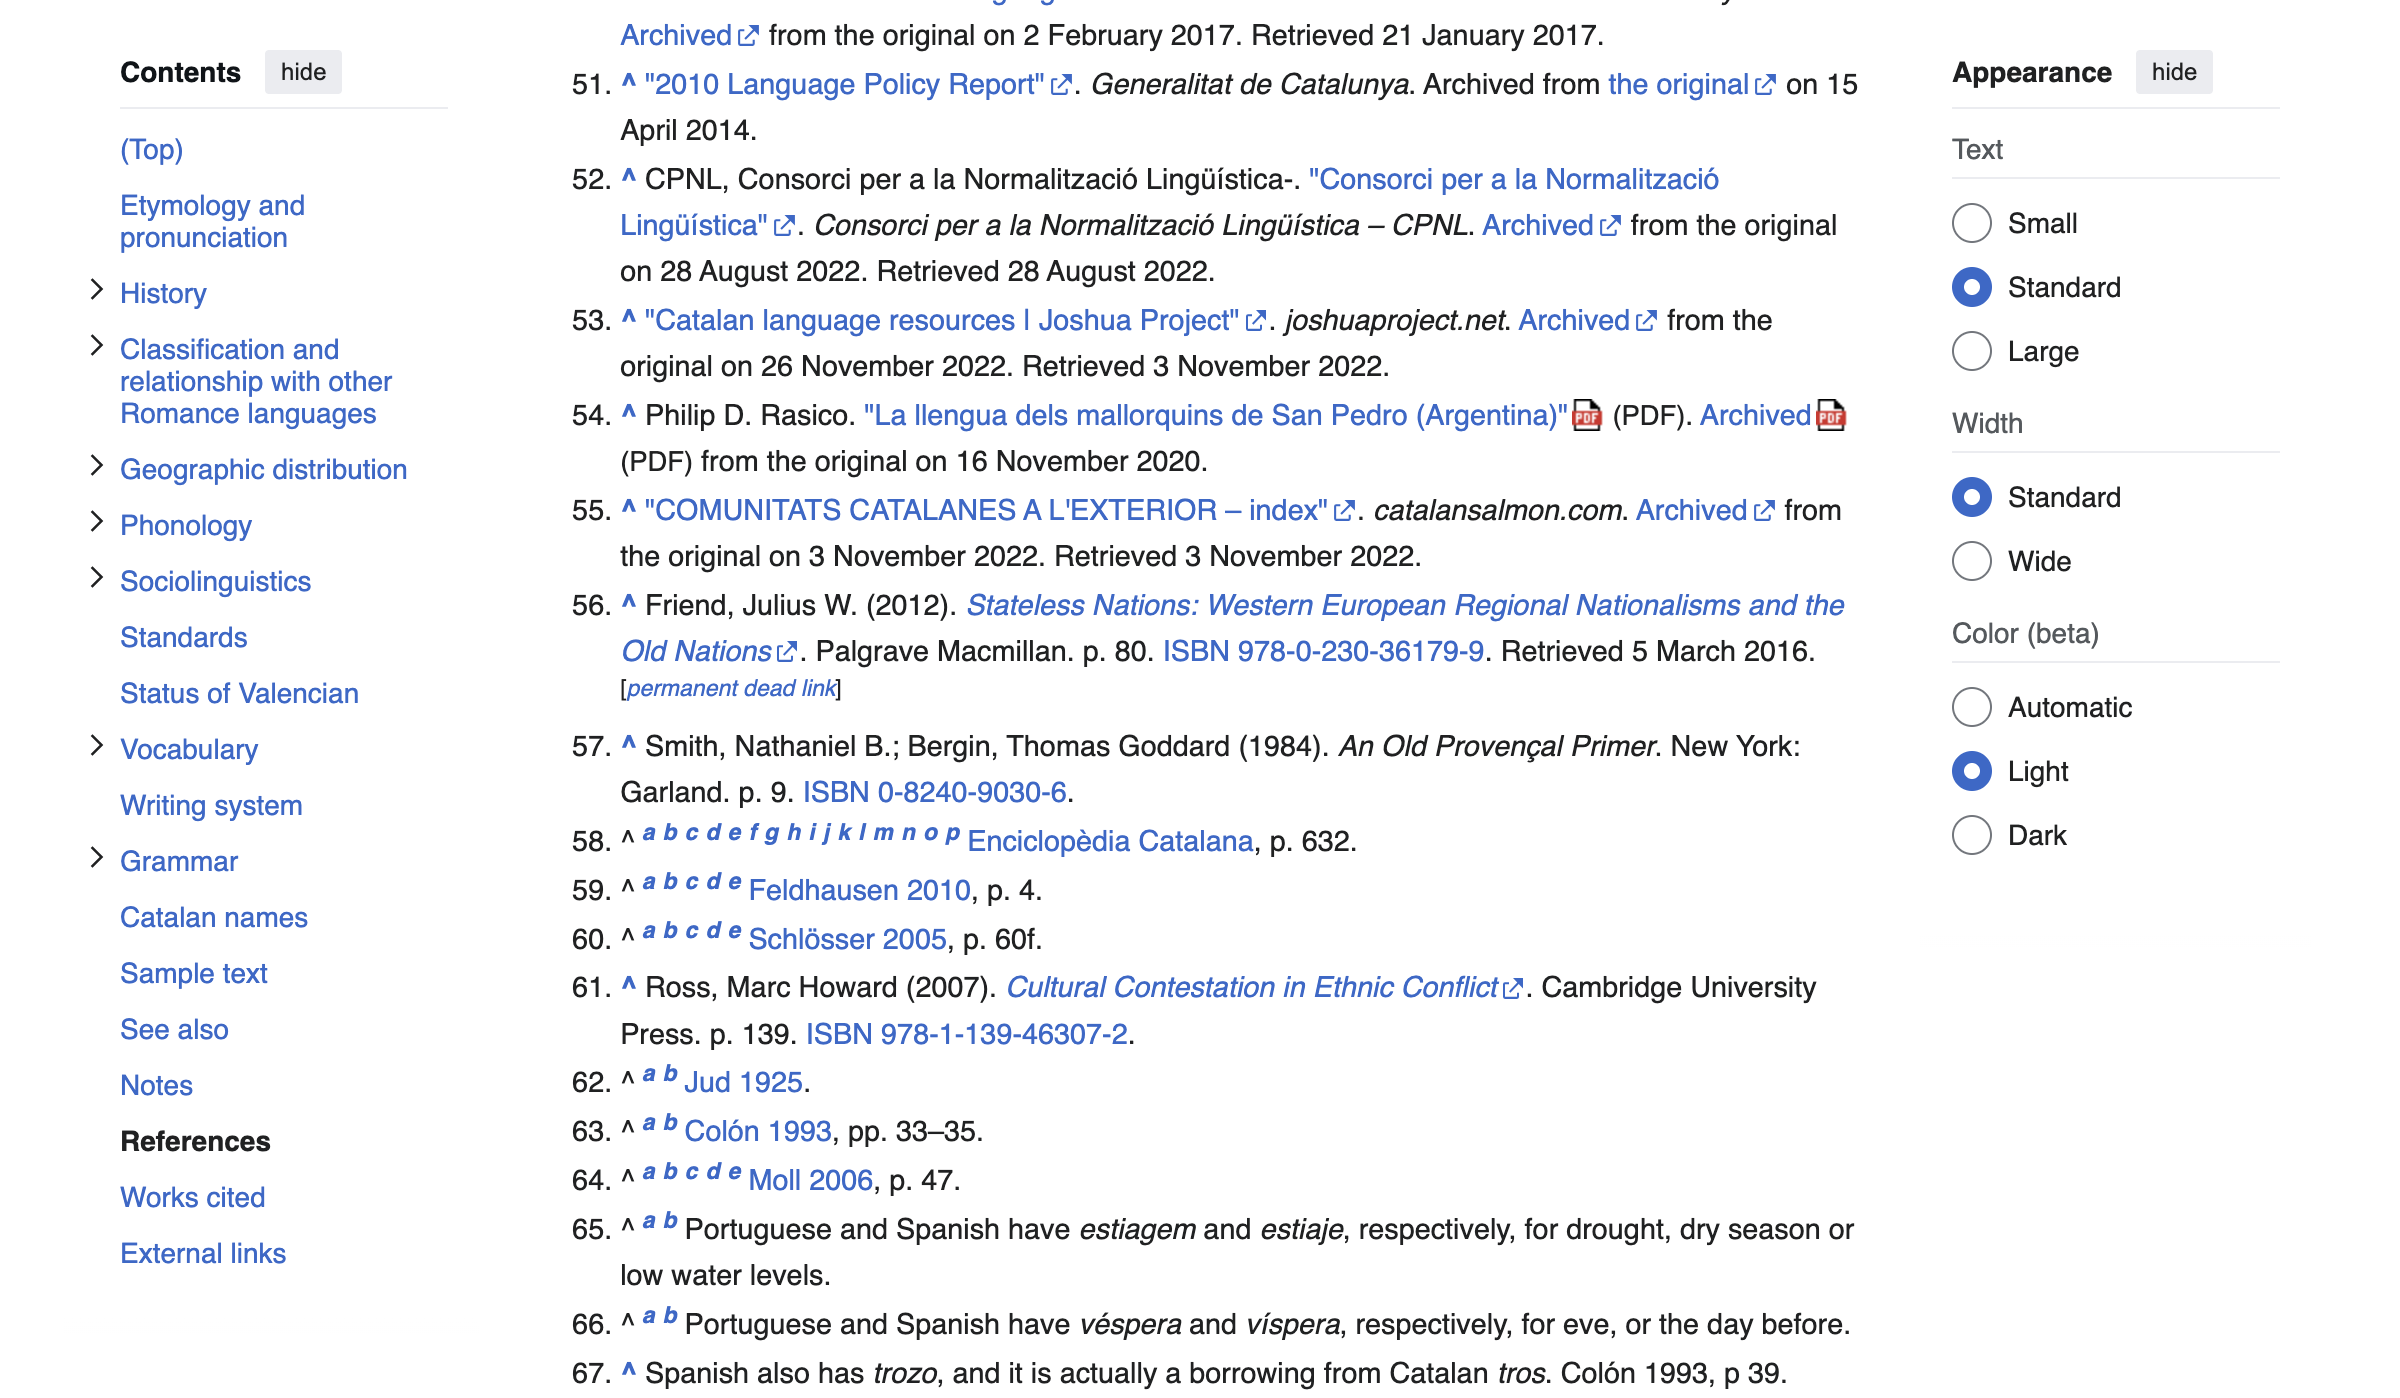 Contents hide
(Top)
Etymology and
pronunciation
History
Classification and
relationship with other
Romance languages
Geographic distribution
Phonology
Sociolinguistics
Standards
Status of Valencian
Vocabulary
Writing system
Grammar
Catalan names
Sample text
See also
Notes
References
Works cited
External links
Archived from the original on 2 February 2017. Retrieved 21 January 2017.
51. ^ "2010 Language Policy Report". Generalitat de Catalunya. Archived from the original on 15
April 2014.
52. ^ CPNL, Consorci per a la Normalització Lingüística-. "Consorci per a la Normalització
Lingüística". Consorci per a la Normalització Lingüística – CPNL. Archived from the original
on 28 August 2022. Retrieved 28 August 2022.
53. ^ "Catalan language resources | Joshua Project". joshuaproject.net. Archived from the
original on 26 November 2022. Retrieved 3 November 2022.
54. ^ Philip D. Rasico. "La llengua dels mallorquins de San Pedro (Argentina)" PDF (PDF). Archived PDF
(PDF) from the original on 16 November 2020.
55. ^ "COMUNITATS CATALANES A L'EXTERIOR – index". catalansalmon.com. Archived from
the original on 3 November 2022. Retrieved 3 November 2022.
56. ^ Friend, Julius W. (2012). Stateless Nations: Western European Regional Nationalisms and the
Old Nations. Palgrave Macmillan. p. 80. ISBN 978-0-230-36179-9. Retrieved 5 March 2016.
[permanent dead link]
57. ^ Smith, Nathaniel B.; Bergin, Thomas Goddard (1984). An Old Provençal Primer. New York:
Garland. p. 9. ISBN 0-8240-9030-6.
58. ^ a b c d e f g h i j k l m n o p Enciclopèdia Catalana, p. 632.
59. ^ a b c d e Feldhausen 2010, p. 4.
60. ^ a b c d e Schlösser 2005, p. 60f.
61. ^ Ross, Marc Howard (2007). Cultural Contestation in Ethnic Conflict. Cambridge University
Press. p. 139. ISBN 978-1-139-46307-2.
62. ^ a b Jud 1925.
63. ^ a b Colón 1993, pp. 33–35.
64. ^ a b c d e Moll 2006, p. 47.
65. ^ a b Portuguese and Spanish have estiagem and estiaje, respectively, for drought, dry season or
low water levels.
66. ^ a b Portuguese and Spanish have véspera and víspera, respectively, for eve, or the day before.
67. ^ Spanish also has trozo, and it is actually a borrowing from Catalan tros. Colón 1993, p 39.
Appearance hide
Text
Small
Standard
Large
Width
Standard
Wide
Color (beta)
Automatic
Light
Dark